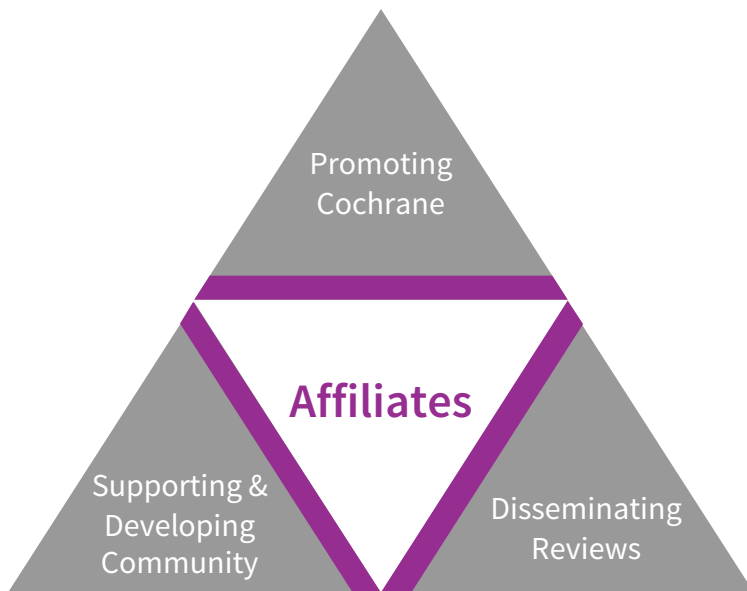 Promoting
Cochrane
Affiliates
Supporting &
Developing
Community
Disseminating
Reviews